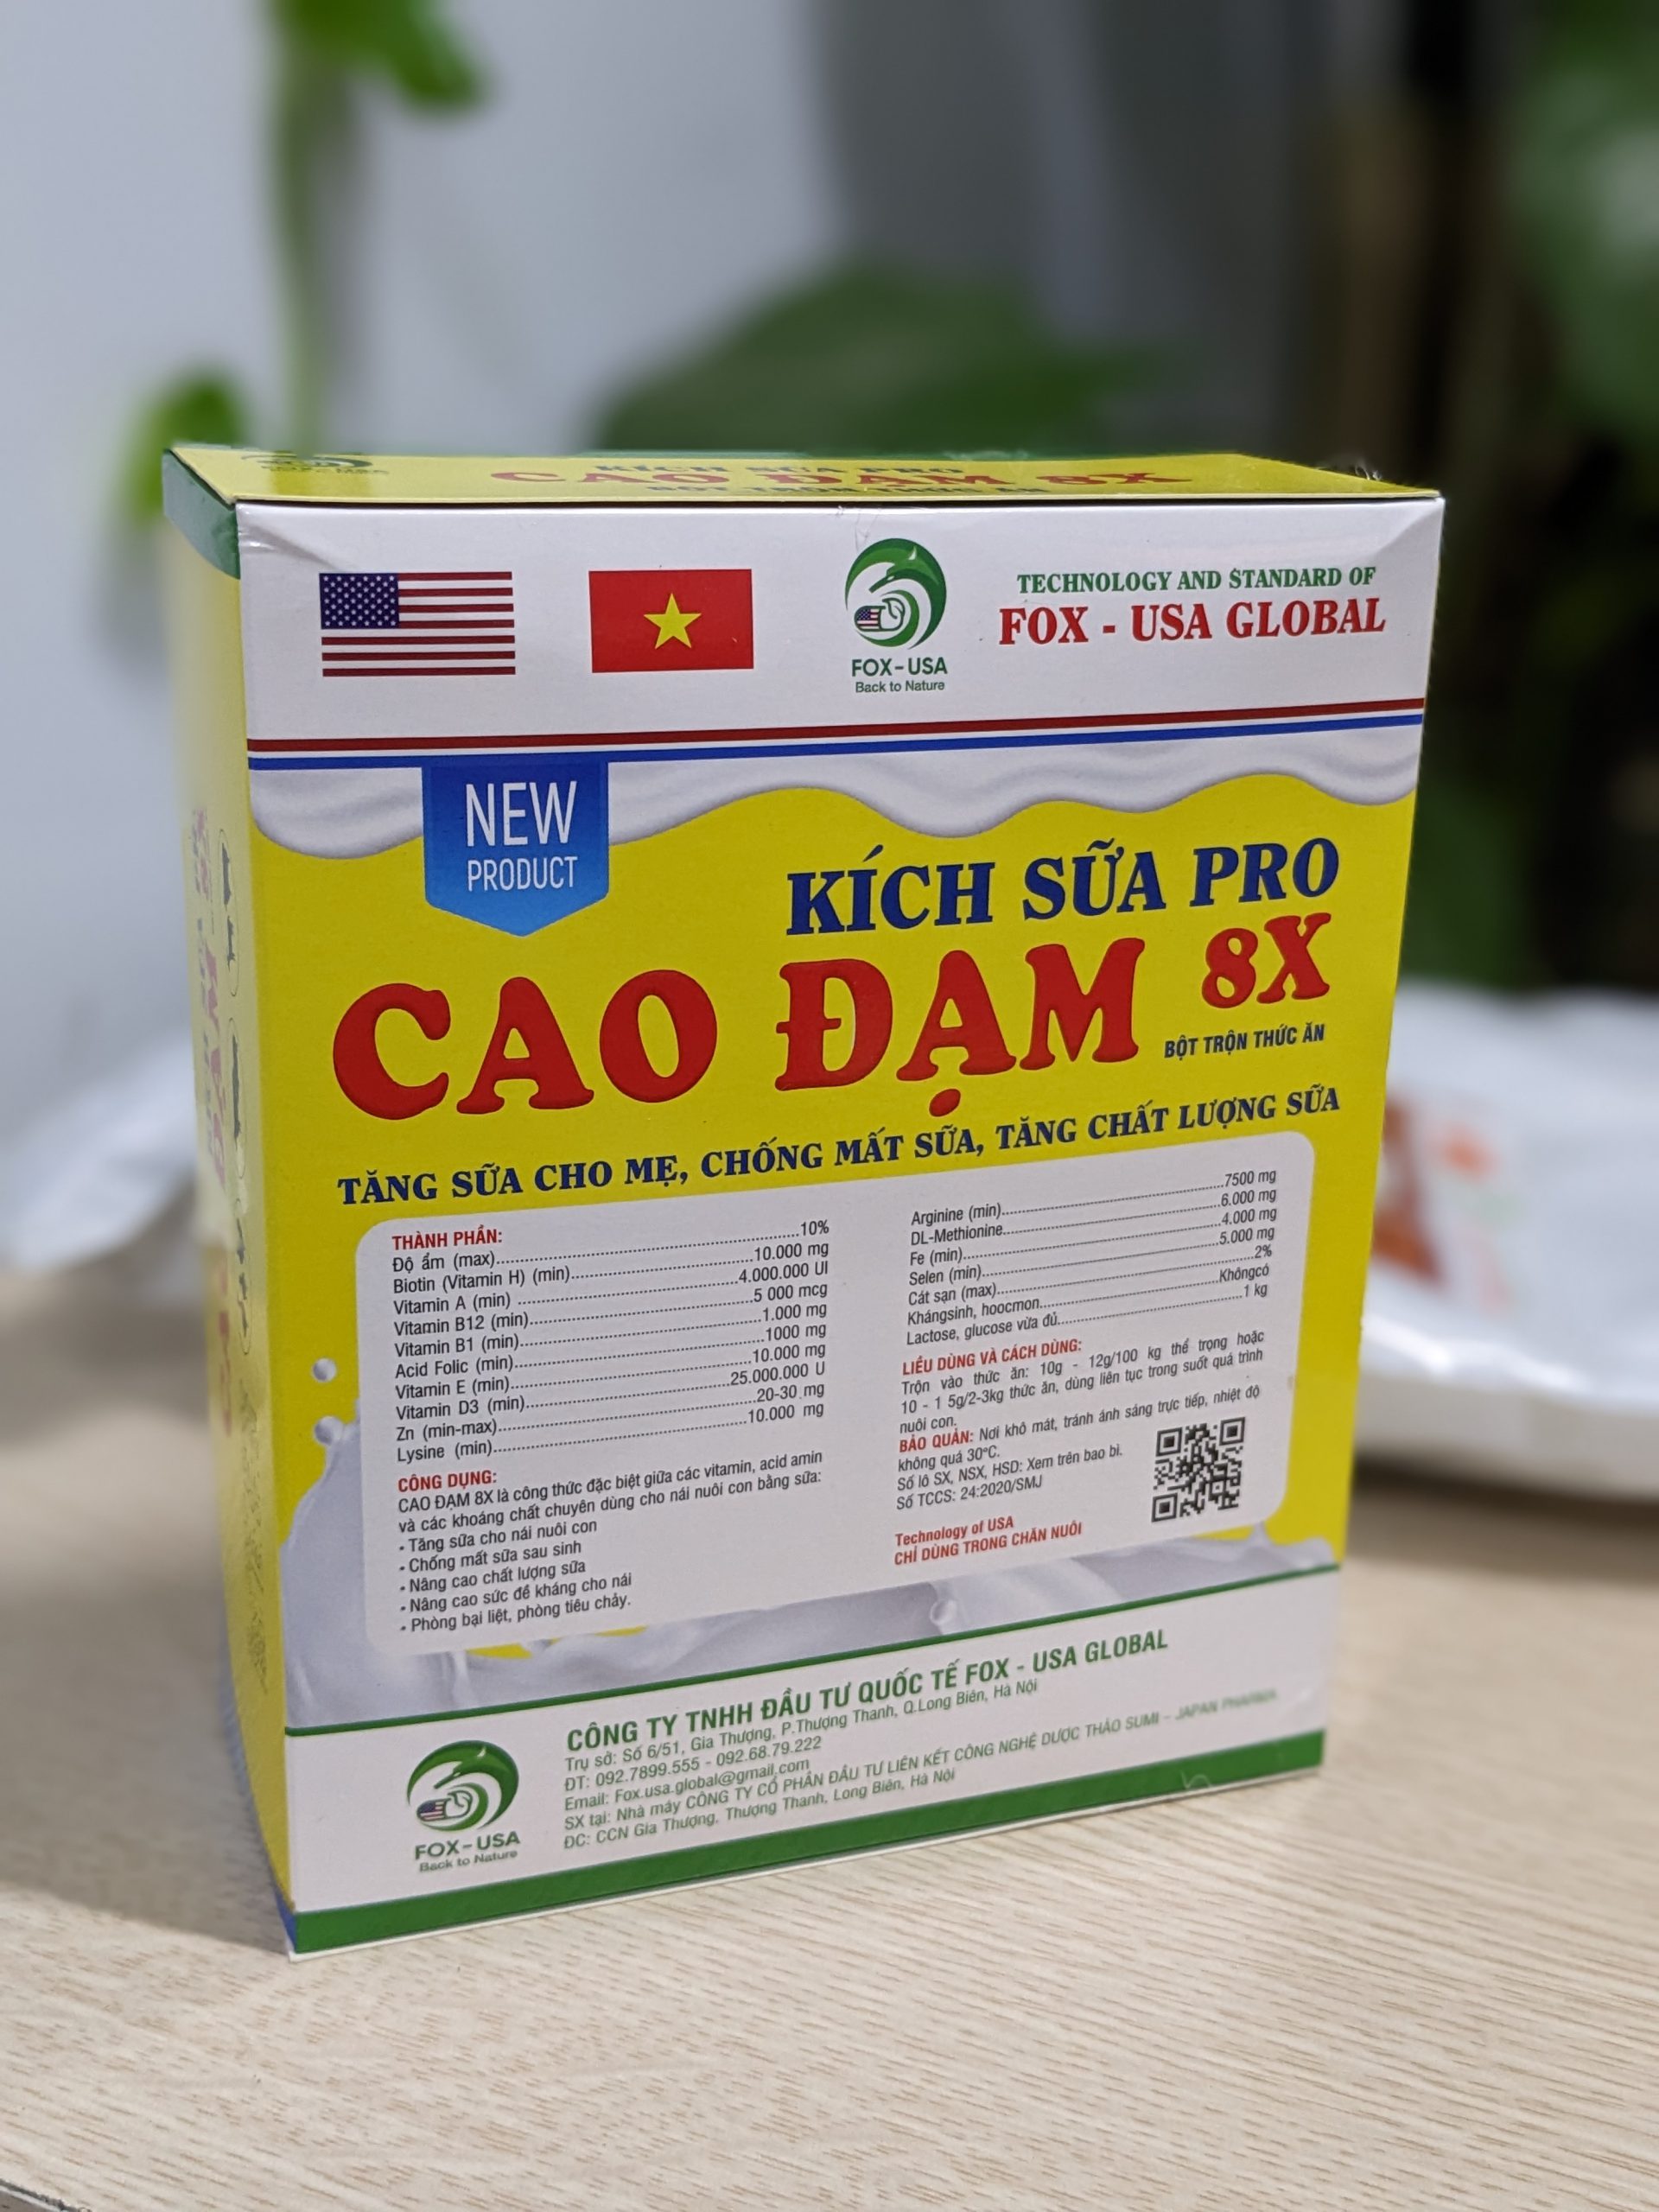 KÍCH SỮA PRO
CAO ĐẠM 8X
BỘT TRỘN THỨC ĂN
FOX-USA
Back to Nature
TECHNOLOGY AND STANDARD OF
FOX - USA GLOBAL
NEW
PRODUCT
KÍCH SỮA PRO
CAO ĐẠM 8X
BỘT TRỘN THỨC ĂN
TĂNG SỮA CHO MẸ, CHỐNG MẤT SỮA, TĂNG CHẤT LƯỢNG SỮA
THÀNH PHẦN:
Độ ẩm (max)..........10%
Biotin (Vitamin H) (min)..........10.000 mg
Vitamin A (min) ..........4.000.000 UI
Vitamin B12 (min)..........5 000 mcg
Vitamin B1 (min)..........1.000 mg
Acid Folic (min)..........1000 mg
Vitamin E (min)..........10.000 mg
Vitamin D3 (min)..........25.000.000 U
Zn (min-max)..........20-30 mg
Lysine (min)..........10.000 mg
CÔNG DỤNG:
CAO ĐẠM 8X là công thức đặc biệt giữa các vitamin, acid amin
và các khoáng chất chuyên dùng cho nái nuôi con bằng sữa:
- Tăng sữa cho nái nuôi con
- Chống mất sữa sau sinh
- Nâng cao chất lượng sữa
- Nâng cao sức đề kháng cho nái
- Phòng bại liệt, phòng tiêu chảy.
Arginine (min)..........7500 mg
DL-Methionine..........6.000 mg
Fe (min)..........4.000 mg
Selen (min)..........5.000 mg
Cát sạn (max)..........2%
Khángsinh, hoocmon..........Khôngcó
Lactose, glucose vừa đủ..........1 kg
LIỀU DÙNG VÀ CÁCH DÙNG:
Trộn vào thức ăn: 10g - 12g/100 kg thể trọng hoặc
10 - 1 5g/2-3kg thức ăn, dùng liên tục trong suốt quá trình
nuôi con.
BẢO QUẢN: Nơi khô mát, tránh ánh sáng trực tiếp, nhiệt độ
không quá 30°C.
Số lô SX, NSX, HSD: Xem trên bao bì.
Số TCCS: 24:2020/SMJ
Technology of USA
CHỈ DÙNG TRONG CHĂN NUÔI
FOX-USA
Back to Nature
CÔNG TY TNHH ĐẦU TƯ QUỐC TẾ FOX - USA GLOBAL
Trụ sở: Số 6/51, Gia Thượng, P.Thượng Thanh, Q.Long Biên, Hà Nội
ĐT: 092.7899.555 - 092.68.79.222
Email: Fox.usa.global@gmail.com
SX tại: Nhà máy CÔNG TY CỔ PHẦN ĐẦU TƯ LIÊN KẾT CÔNG NGHỆ DƯỢC THẢO SUMI - JAPAN PHARMA
ĐC: CCN Gia Thượng, Thượng Thanh, Long Biên, Hà Nội